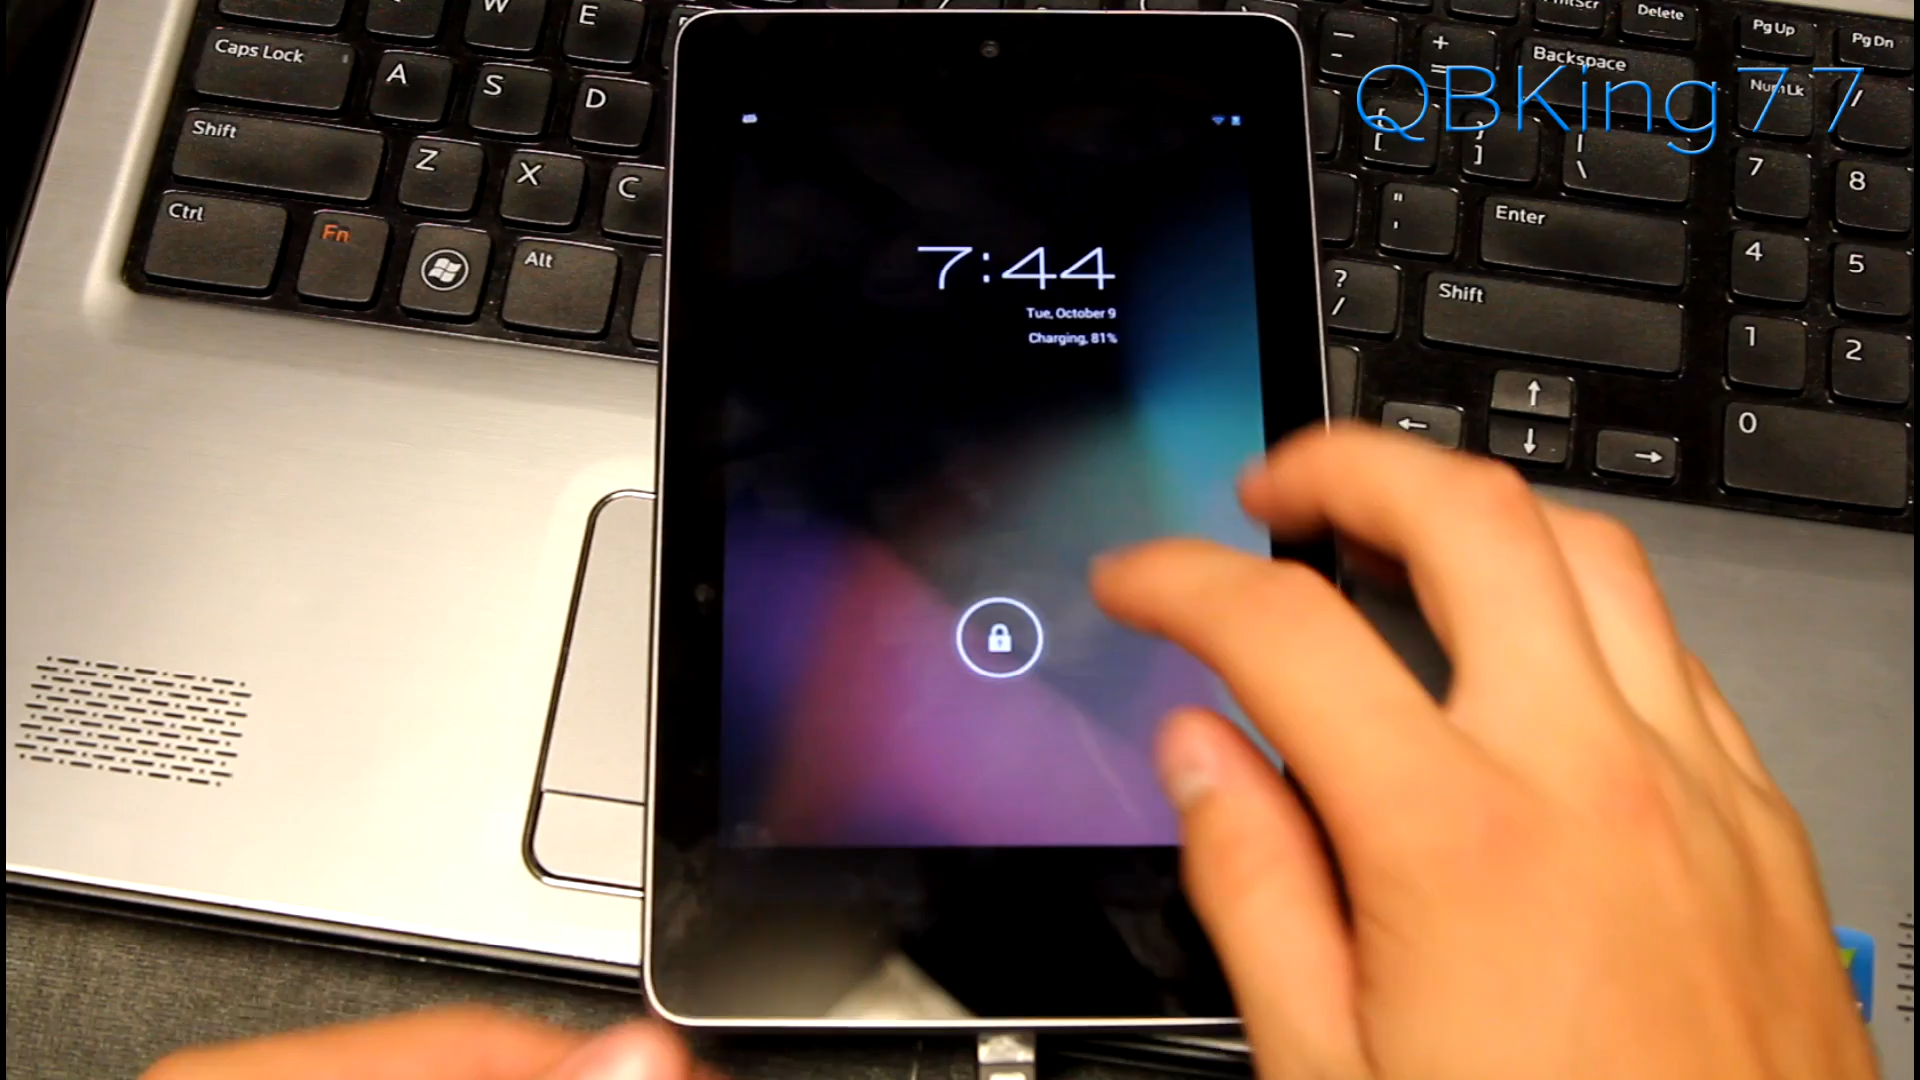 W
E
PrntScr
Delete
Pg Up
Pg Dn
Caps Lock
A
S
D
+
=
Backspace
Num Lk
/
QBKing77
Shift
Z
X
C
[
]
|
\
7
8
Ctrl
Fn
Alt
"
'
Enter
4
5
7:44
Tue, October 9
Charging, 81%
?
/
Shift
1
2
0